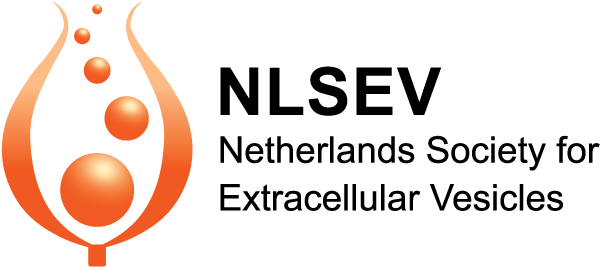 NLSEV
Netherlands Society for
Extracellular Vesicles